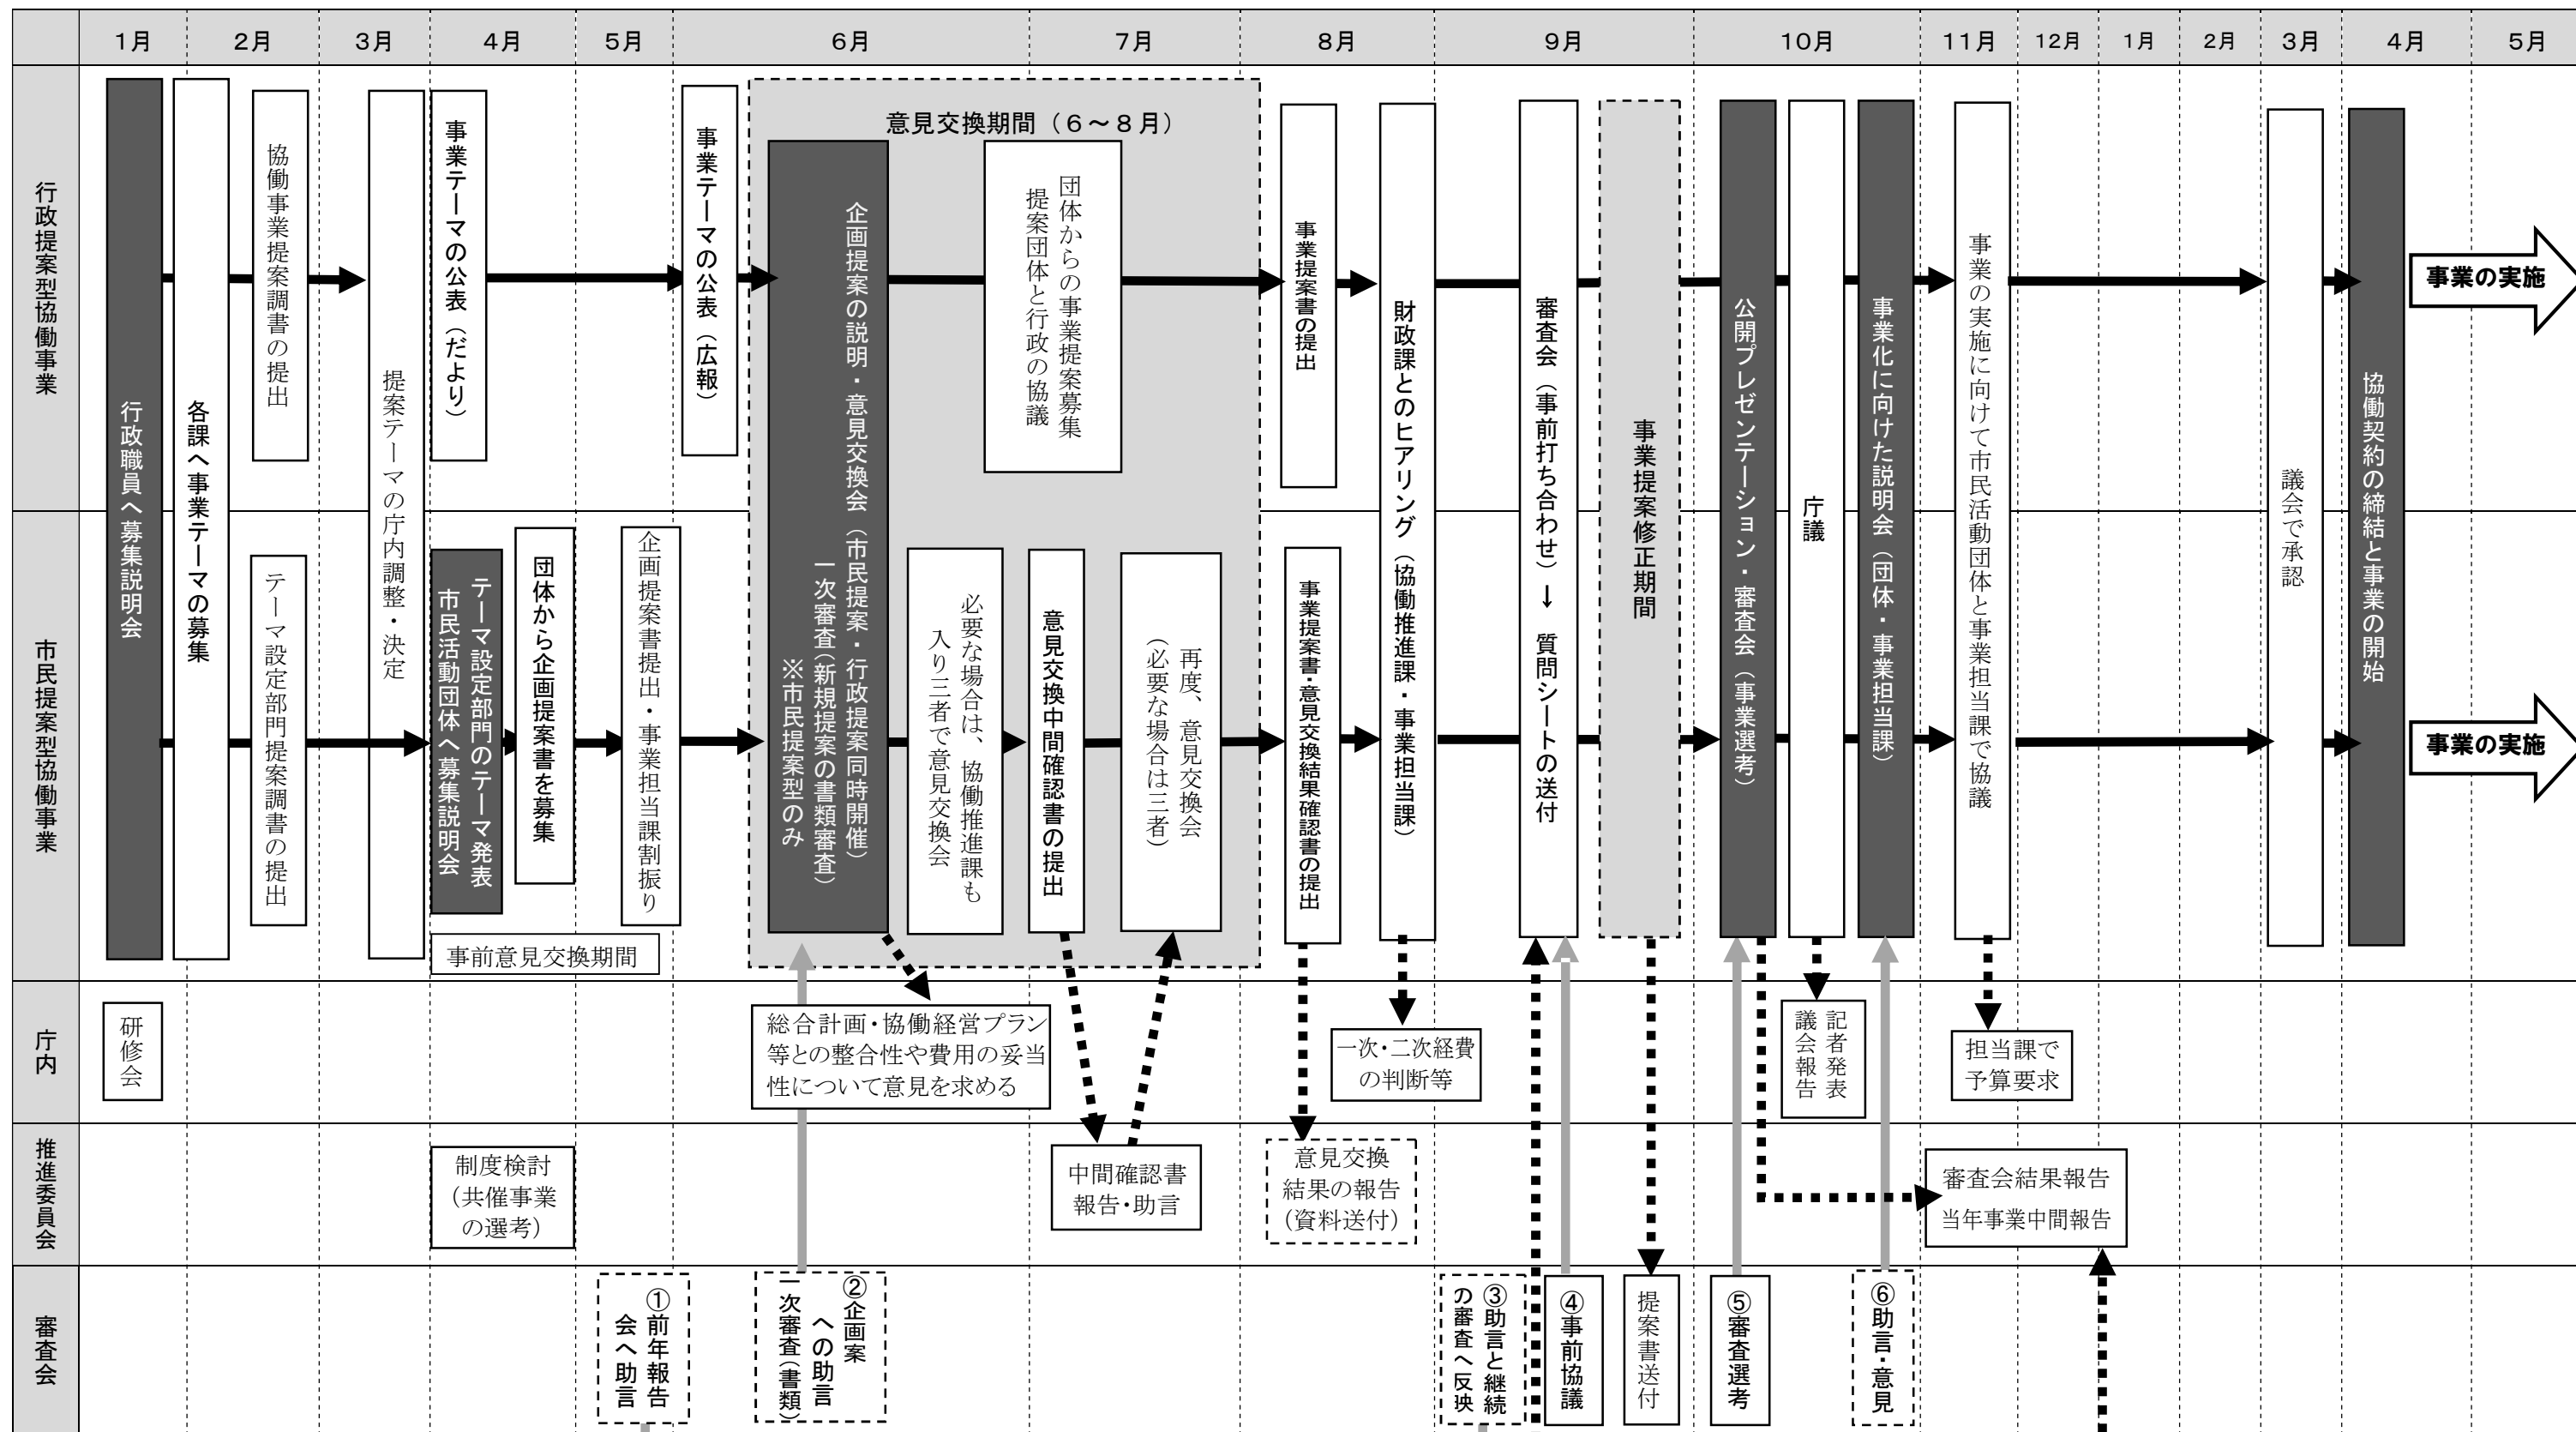 1月
2月
3月
4月
5月
6月
7月
8月
9月
10月
11月
12月
1月
2月
3月
4月
5月
行政提案型協働事業
行政職員へ募集説明会
各課へ事業テーマの募集
協働事業提案調書の提出
提案テーマの庁内調整・決定
事業テーマの公表（だより）
事業テーマの公表（広報）
意見交換期間（６～８月）
企画提案の説明・意見交換会（市民提案・行政提案同時開催）
一次審査（新規提案の書類審査）
※市民提案型のみ
団体からの事業提案募集
提案団体と行政の協議
事業提案書の提出
財政課とのヒアリング（協働推進課・事業担当課）
審査会（事前打ち合わせ）→ 質問シートの送付
事業提案修正期間
公開プレゼンテーション・審査会（事業選考）
庁議
事業化に向けた説明会（団体・事業担当課）
事業の実施に向けて市民活動団体と事業担当課で協議
議会で承認
協働契約の締結と事業の開始
事業の実施
市民提案型協働事業
テーマ設定部門提案調書の提出
テーマ設定部門のテーマ発表
市民活動団体へ募集説明会
団体から企画提案書を募集
企画提案書提出・事業担当課割振り
事前意見交換期間
必要な場合は、協働推進課も
入り三者で意見交換会
意見交換中間確認書の提出
再度、意見交換会
（必要な場合は三者）
事業提案書・意見交換結果確認書の提出
事業の実施
庁内
研修会
総合計画・協働経営プラン
等との整合性や費用の妥当
性について意見を求める
一次・二次経費
の判断等
記者発表
議会報告
担当課で
予算要求
推進委員会
制度検討
（共催事業
の選考）
中間確認書
報告・助言
意見交換
結果の報告
（資料送付）
審査会結果報告
当年事業中間報告
審査会
①前年報告
会へ助言
②企画案
への助言
一次審査（書類）
③助言と継続
の審査へ反映
④事前協議
提案書送付
⑤審査選考
⑥助言・意見